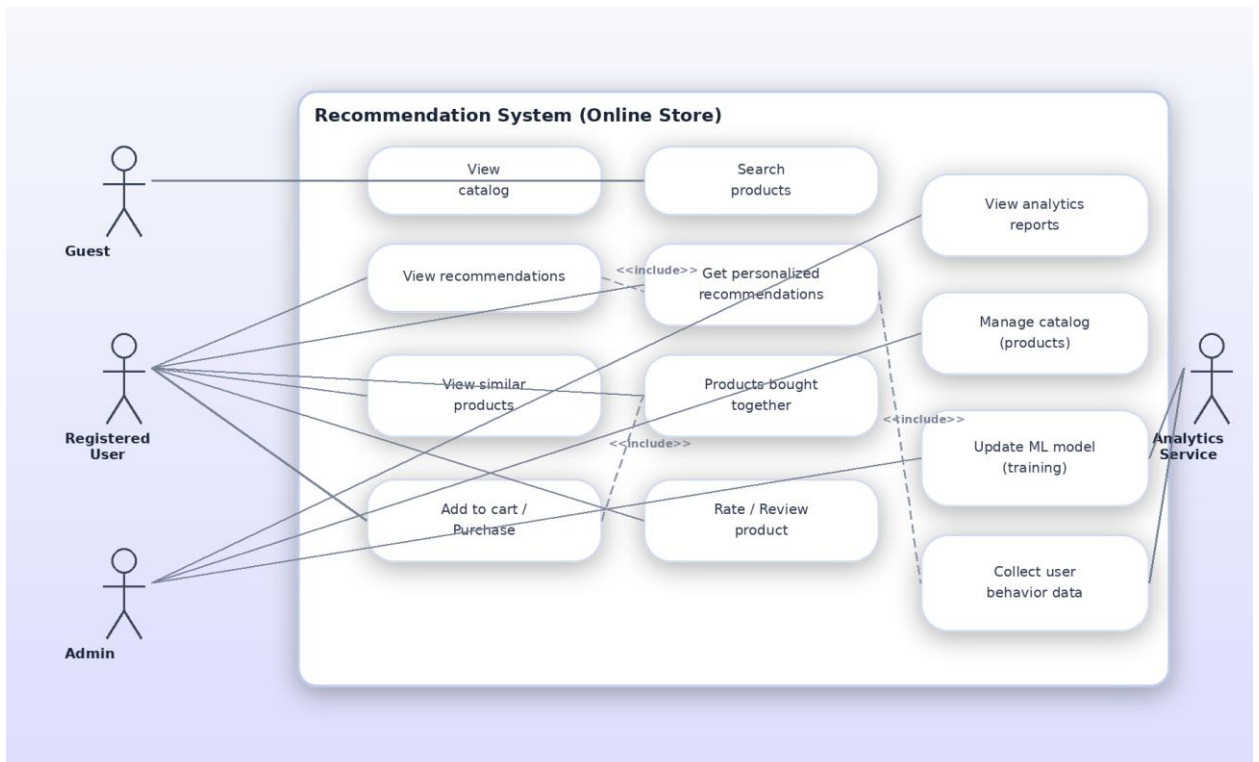 Recommendation System (Online Store)
View
catalog
Search
products
View analytics
reports
Guest
View recommendations
<<include>>
Get personalized
recommendations
Manage catalog
(products)
View similar
products
Products bought
together
<<include>>
<<include>>
Registered
User
Update ML model
(training)
Analytics
Service
Add to cart /
Purchase
Rate / Review
product
Collect user
behavior data
Admin